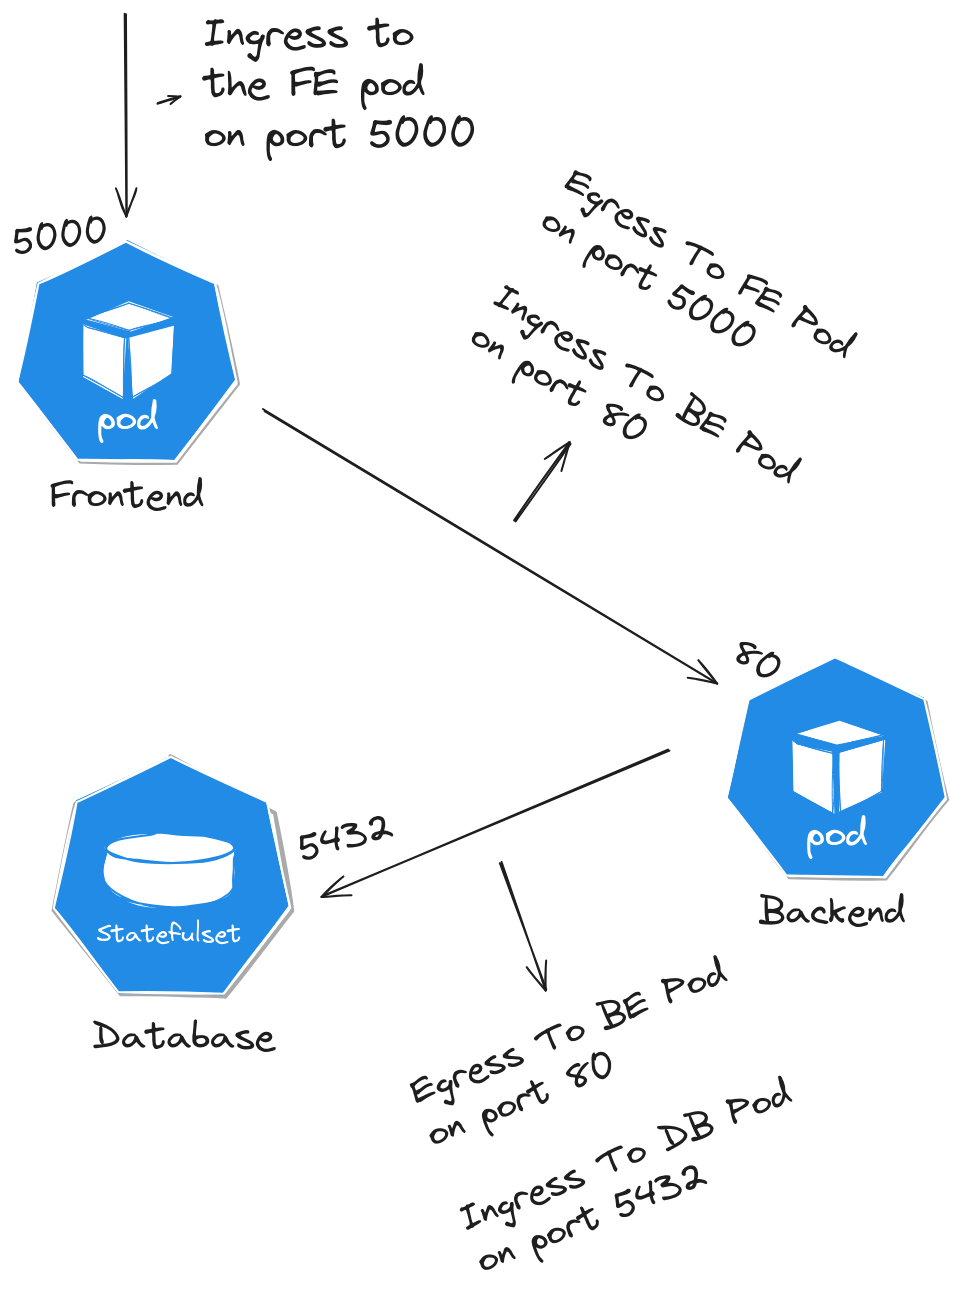 Ingress to
the FE pod
on port 5000
5000
pod
Frontend
Egress To FE Pod
on port 5000
Ingress To BE Pod
on port 80
80
pod
Backend
5432
Statefulset
Database
Egress To BE Pod
on port 80
Ingress To DB Pod
on port 5432